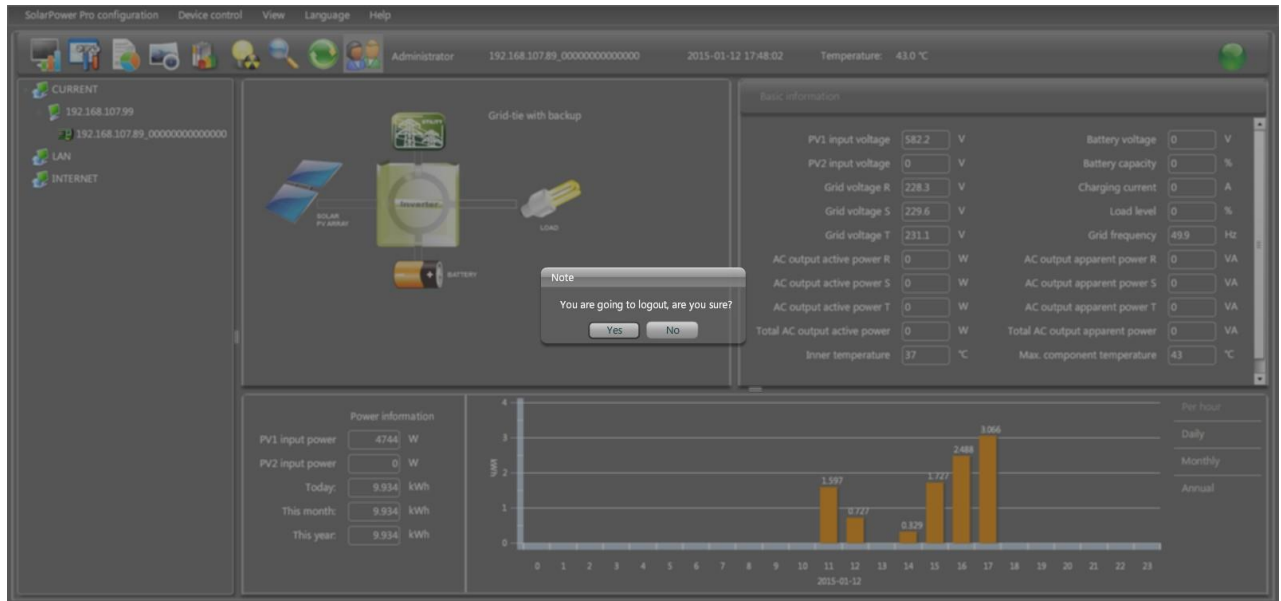 SolarPower Pro configuration Device control View Language Help
Administrator 192.168.107.89_00000000000000 2015-01-12 17:48:02 Temperature: 43.0 ℃
CURRENT
192.168.107.99
192.168.107.89_00000000000000
LAN
INTERNET
Grid-tie with backup
UTILITY
SOLAR
PV ARRAY
Inverter
LOAD
BATTERY
Basic information
PV1 input voltage 582.2 V Battery voltage 0 V
PV2 input voltage 0 V Battery capacity 0 %
Grid voltage R 228.3 V Charging current 0 A
Grid voltage S 229.6 V Load level 0 %
Grid voltage T 231.1 V Grid frequency 49.9 Hz
AC output active power R 0 W AC output apparent power R 0 VA
AC output active power S 0 W AC output apparent power S 0 VA
AC output active power T 0 W AC output apparent power T 0 VA
Total AC output active power 0 W Total AC output apparent power 0 VA
Inner temperature 37 ℃ Max. component temperature 43 ℃
Note
You are going to logout, are you sure?
Yes No
Power information
PV1 input power 4744 W
PV2 input power 0 W
Today: 9.934 kWh
This month: 9.934 kWh
This year: 9.934 kWh
kWh
4
3
2
1
0
1.597 0.727 0.329 1.727 2.488 3.066
0 1 2 3 4 5 6 7 8 9 10 11 12 13 14 15 16 17 18 19 20 21 22 23
2015-01-12
Per hour
Daily
Monthly
Annual